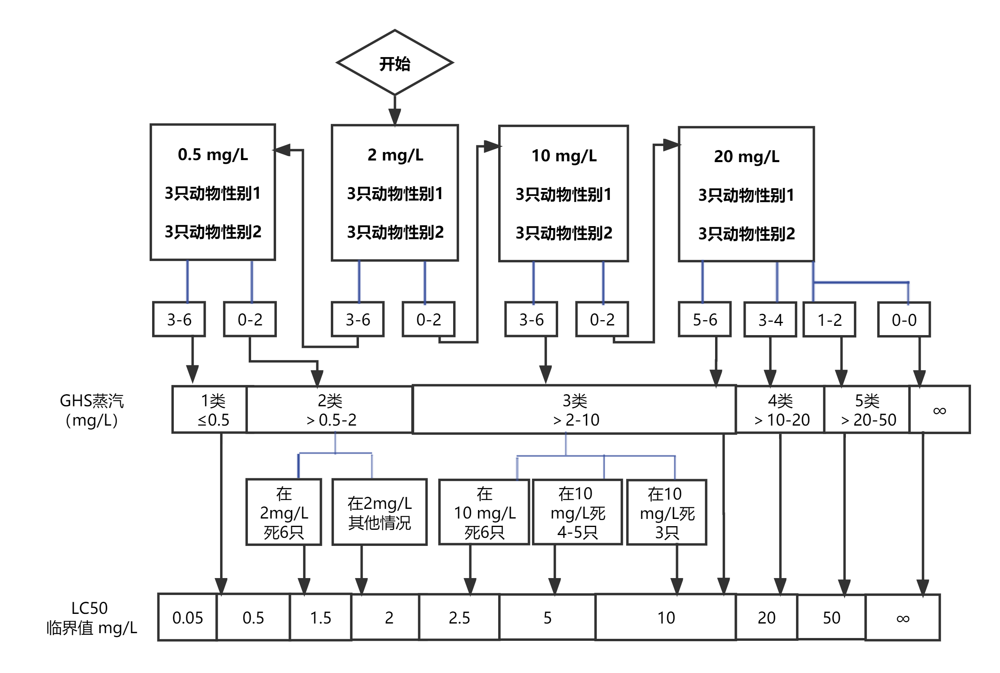 开始
0.5 mg/L
3只动物性别1
3只动物性别2
2 mg/L
3只动物性别1
3只动物性别2
10 mg/L
3只动物性别1
3只动物性别2
20 mg/L
3只动物性别1
3只动物性别2
3-6
0-2
3-6
0-2
3-6
0-2
5-6
3-4
1-2
0-0
GHS蒸汽
（mg/L）
1类
≤0.5
2类
＞0.5-2
3类
＞2-10
4类
＞10-20
5类
＞20-50
∞
在
2mg/L
死6只
在2mg/L
其他情况
在
10 mg/L
死6只
在10
mg/L死
4-5只
在10
mg/L死
3只
LC50
临界值 mg/L
0.05
0.5
1.5
2
2.5
5
10
20
50
∞